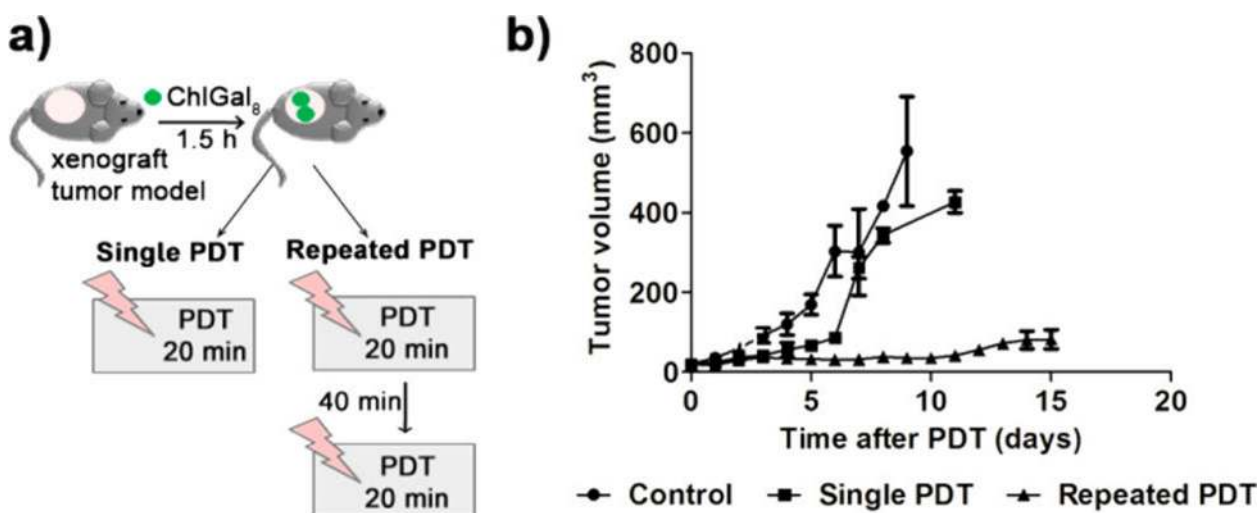 a)
ChlGal8
1.5 h
xenograft
tumor model
Single PDT
Repeated PDT
PDT
20 min
PDT
20 min
40 min
PDT
20 min
b)
Tumor volume (mm³)
800
600
400
200
0
0 5 10 15 20
Time after PDT (days)
Control Single PDT Repeated PDT